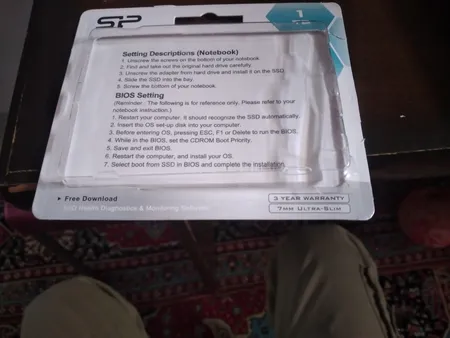 SP
1
Setting Descriptions (Notebook)
1. Unscrew the screws on the bottom of your notebook
2. Find and take out the original hard drive carefully.
3. Unscrew the adapter from hard drive and install it on the SSD.
4. Slide the SSD into the bay.
5. Screw the bottom of your notebook.
BIOS Setting
(Reminder : The following is for reference only. Please refer to your
notebook instruction.)
1. Restart your computer. It should recognize the SSD automatically.
2. Insert the OS set-up disk into your computer.
3. Before entering OS, pressing ESC, F1 or Delete to run the BIOS.
4. While in the BIOS, set the CDROM Boot Priority.
5. Save and exit BIOS.
6. Restart the computer, and install your OS.
7. Select boot from SSD in BIOS and complete the installation.
Free Download
SSD Health Diagnostics & Monitoring Software
3 YEAR WARRANTY
7MM ULTRA-SLIM